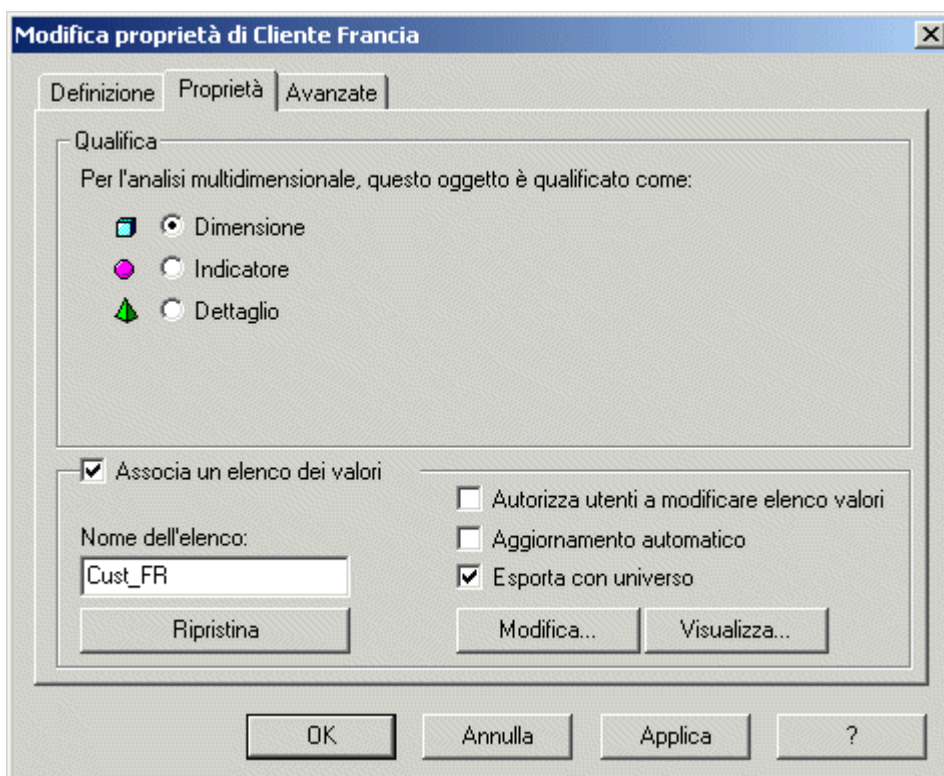 Modifica proprietà di Cliente Francia
Definizione Proprietà Avanzate
Qualifica
Per l'analisi multidimensionale, questo oggetto è qualificato come:
Dimensione
Indicatore
Dettaglio
Associa un elenco dei valori
Autorizza utenti a modificare elenco valori
Nome dell'elenco:
Aggiornamento automatico
Cust_FR
Esporta con universo
Ripristina Modifica... Visualizza...
OK Annulla Applica ?